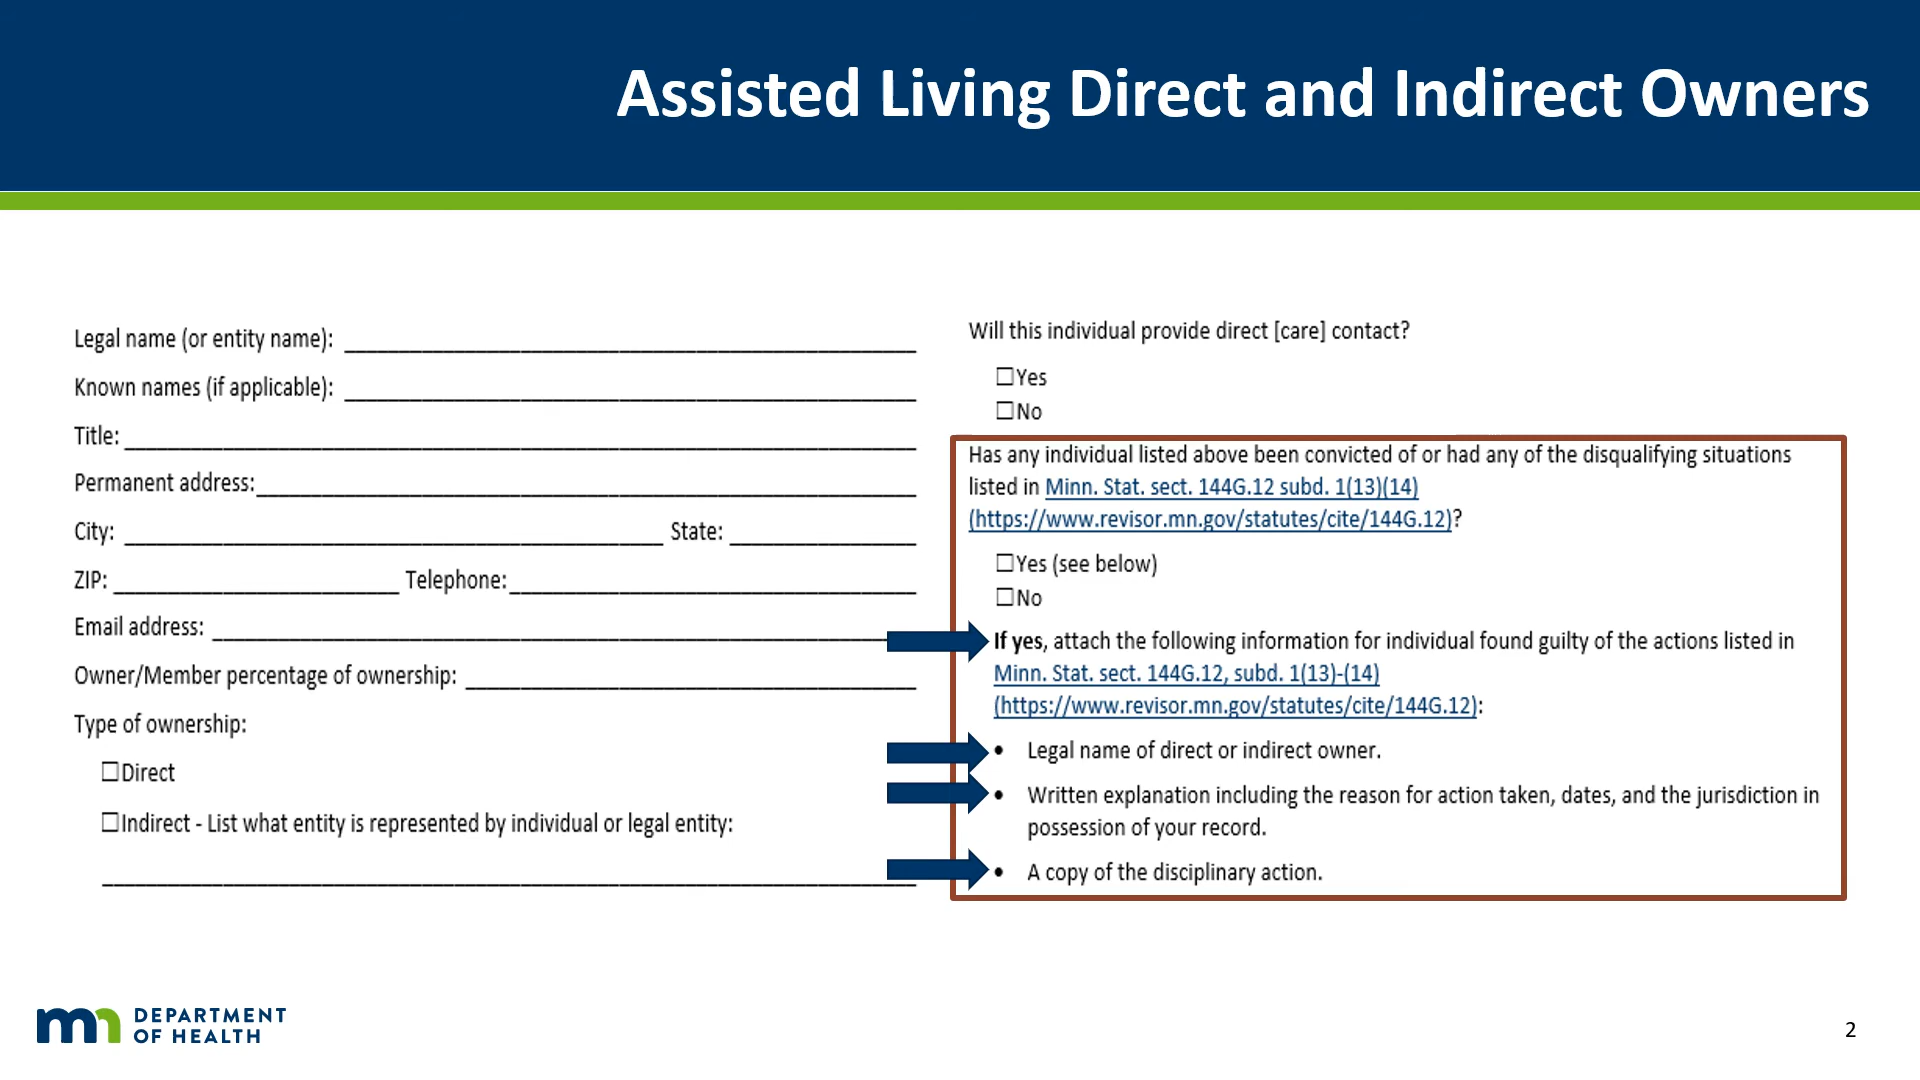 Assisted Living Direct and Indirect Owners
Legal name (or entity name):
Known names (if applicable):
Title:
Permanent address:
City: State:
ZIP: Telephone:
Email address:
Owner/Member percentage of ownership:
Type of ownership:
☐Direct
☐Indirect - List what entity is represented by individual or legal entity:
Will this individual provide direct [care] contact?
☐Yes
☐No
Has any individual listed above been convicted of or had any of the disqualifying situations
listed in Minn. Stat. sect. 144G.12 subd. 1(13)(14)
(https://www.revisor.mn.gov/statutes/cite/144G.12)?
☐Yes (see below)
☐No
If yes, attach the following information for individual found guilty of the actions listed in
Minn. Stat. sect. 144G.12, subd. 1(13)-(14)
(https://www.revisor.mn.gov/statutes/cite/144G.12):
• Legal name of direct or indirect owner.
• Written explanation including the reason for action taken, dates, and the jurisdiction in
possession of your record.
• A copy of the disciplinary action.
mn DEPARTMENT
OF HEALTH
2